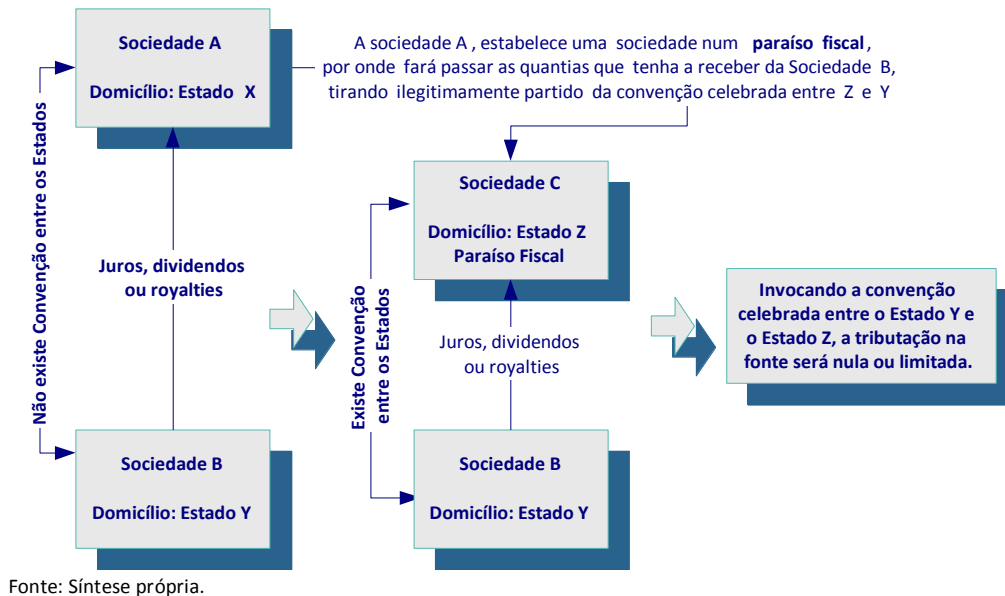 Sociedade A
Domicílio: Estado X
A sociedade A , estabelece uma sociedade num paraíso fiscal ,
por onde fará passar as quantias que tenha a receber da Sociedade B,
tirando ilegitimamente partido da convenção celebrada entre Z e Y
Não existe Convenção entre os Estados
Juros, dividendos
ou royalties
Sociedade B
Domicílio: Estado Y
Sociedade C
Domicílio: Estado Z
Paraíso Fiscal
Existe Convenção
entre os Estados
Juros, dividendos
ou royalties
Sociedade B
Domicílio: Estado Y
Invocando a convenção
celebrada entre o Estado Y e
o Estado Z, a tributação na
fonte será nula ou limitada.
Fonte: Síntese própria.